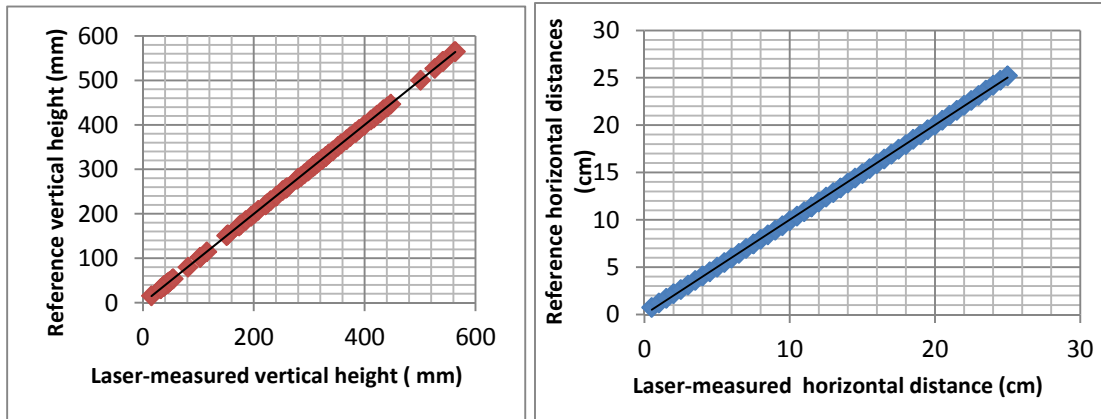 Reference vertical height (mm)
600
500
400
300
200
100
0
0 200 400 600
Laser-measured vertical height ( mm)
Reference horizontal distances
(cm)
30
25
20
15
10
5
0
0 10 20 30
Laser-measured horizontal distance (cm)